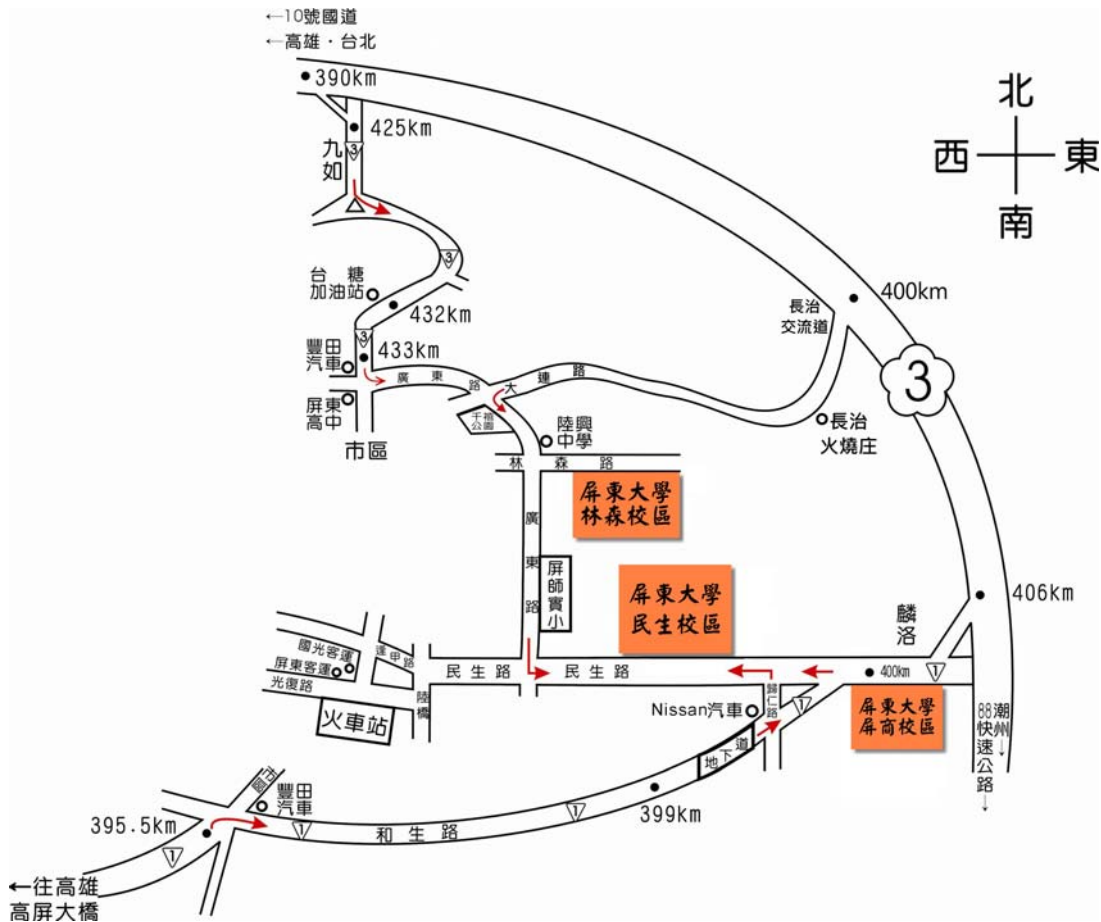 ←10號國道
←高雄．台北
390km
北
西
東
南
425km
3
九
如
3
台糖
加油站
432km
400km
長治
交流道
3
豐田
汽車
433km
廣東路
大連路
3
屏東
高中
千禧
公園
陸興
中學
長治
火燒庄
市區
林森路
屏東大學
林森校區
廣東路
屏師實小
屏東大學
民生校區
406km
麟洛
國光客運
屏東客運
光復路
逢甲路
民生路
民生路
400km
1
火車站
陸橋
Nissan汽車
歸仁路
1
屏東大學
屏商校區
潮州↓
88快速公路↓
地下道
豐田
汽車
399km
395.5km
1
1
和生路
1
←往高雄
高屏大橋